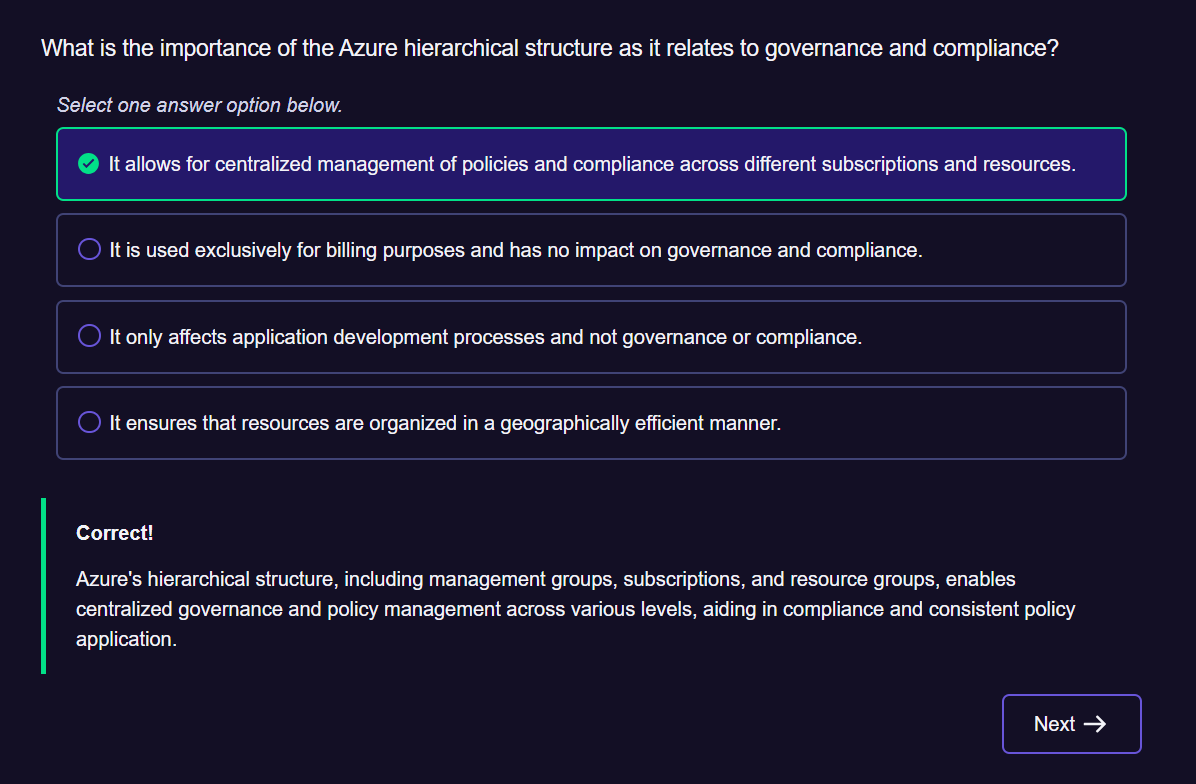 What is the importance of the Azure hierarchical structure as it relates to governance and compliance?
Select one answer option below.
It allows for centralized management of policies and compliance across different subscriptions and resources.
It is used exclusively for billing purposes and has no impact on governance and compliance.
It only affects application development processes and not governance or compliance.
It ensures that resources are organized in a geographically efficient manner.
Correct!
Azure's hierarchical structure, including management groups, subscriptions, and resource groups, enables
centralized governance and policy management across various levels, aiding in compliance and consistent policy
application.
Next